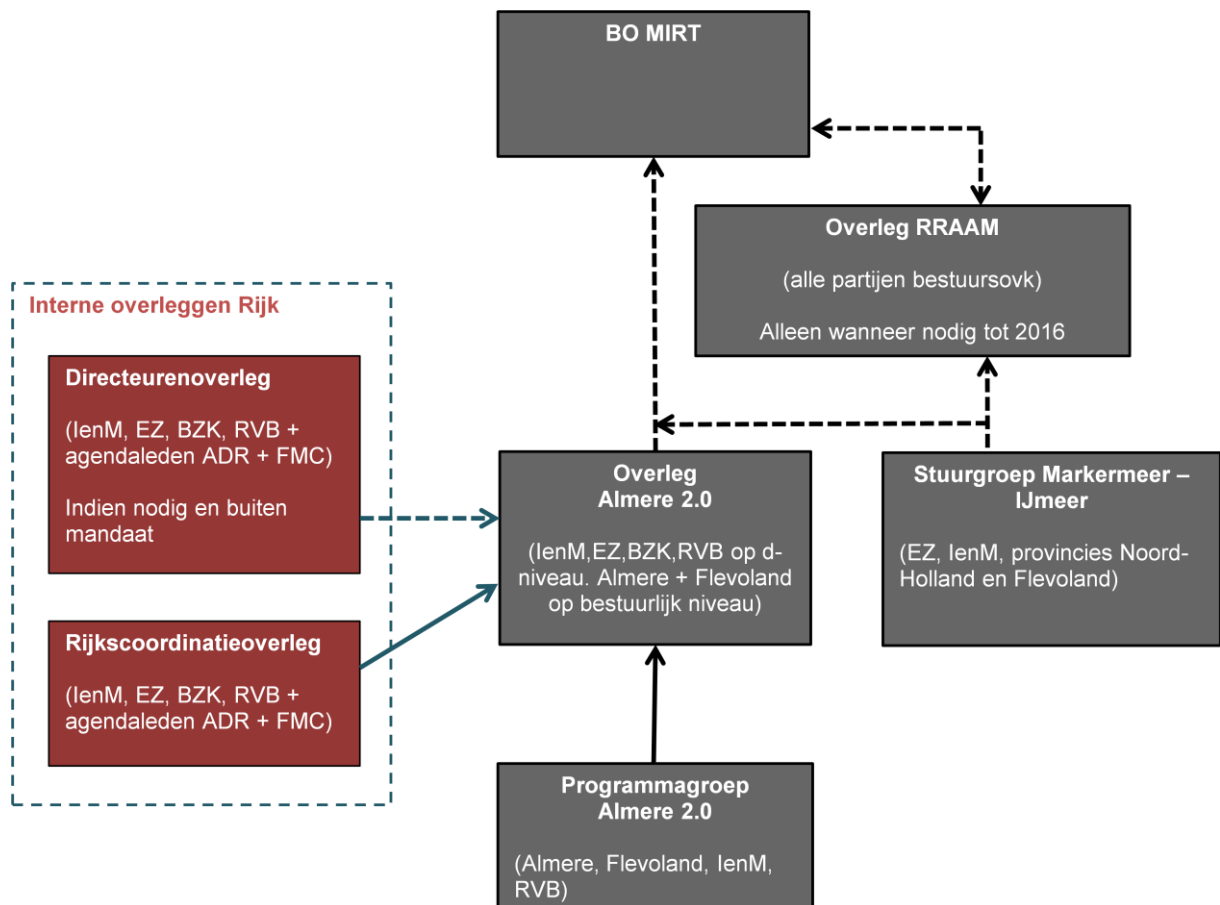 BO MIRT
Overleg RRAAM
(alle partijen bestuursovk)
Alleen wanneer nodig tot 2016
Interne overleggen Rijk
Directeurenoverleg
(IenM, EZ, BZK, RVB +
agendaleden ADR + FMC)
Indien nodig en buiten
mandaat
Overleg
Almere 2.0
(IenM,EZ,BZK,RVB op d-
niveau. Almere + Flevoland
op bestuurlijk niveau)
Stuurgroep Markermeer –
IJmeer
(EZ, IenM, provincies Noord-
Holland en Flevoland)
Rijkscoordinatieoverleg
(IenM, EZ, BZK, RVB +
agendaleden ADR + FMC)
Programmagroep
Almere 2.0
(Almere, Flevoland, IenM,
RVB)